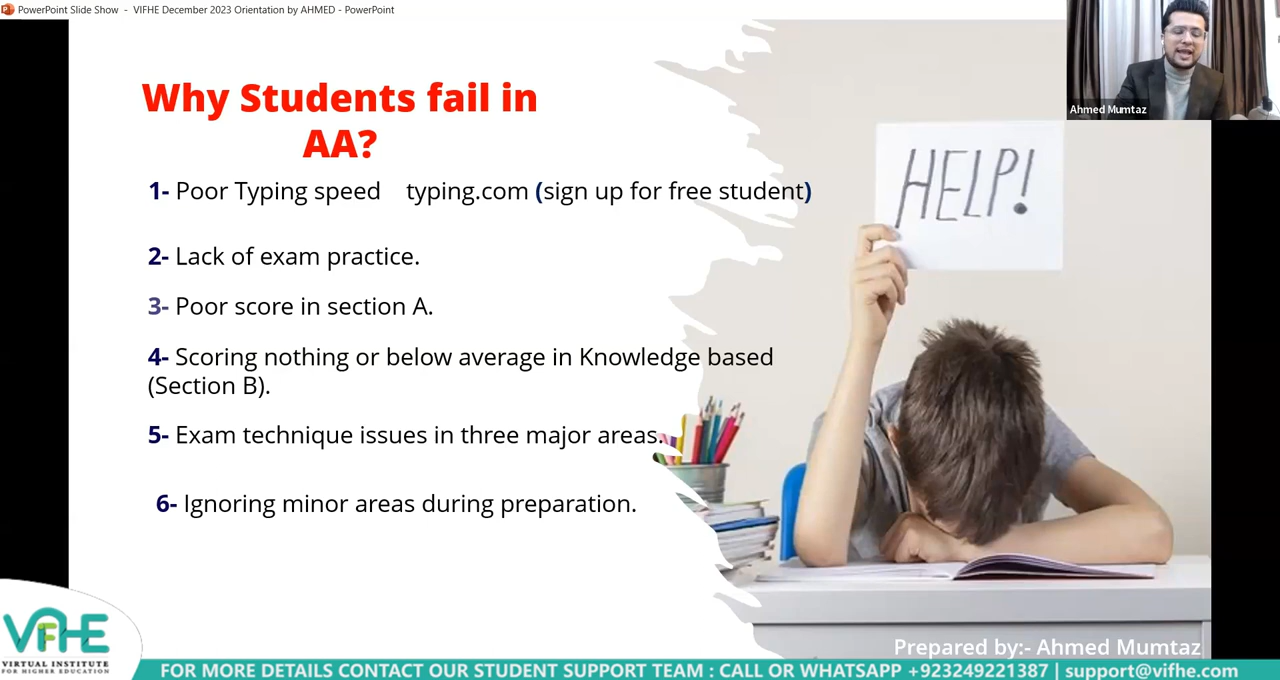 PowerPoint Slide Show - VIFHE December 2023 Orientation by AHMED - PowerPoint
Ahmed Mumtaz
Why Students fail in
AA?
1- Poor Typing speed typing.com (sign up for free student)
2- Lack of exam practice.
3- Poor score in section A.
4- Scoring nothing or below average in Knowledge based
(Section B).
5- Exam technique issues in three major areas.
6- Ignoring minor areas during preparation.
HELP!
Prepared by:- Ahmed Mumtaz
VIFHE
VIRTUAL INSTITUTE
FOR HIGHER EDUCATION
FOR MORE DETAILS CONTACT OUR STUDENT SUPPORT TEAM : CALL OR WHATSAPP +923249221387 | support@vifhe.com